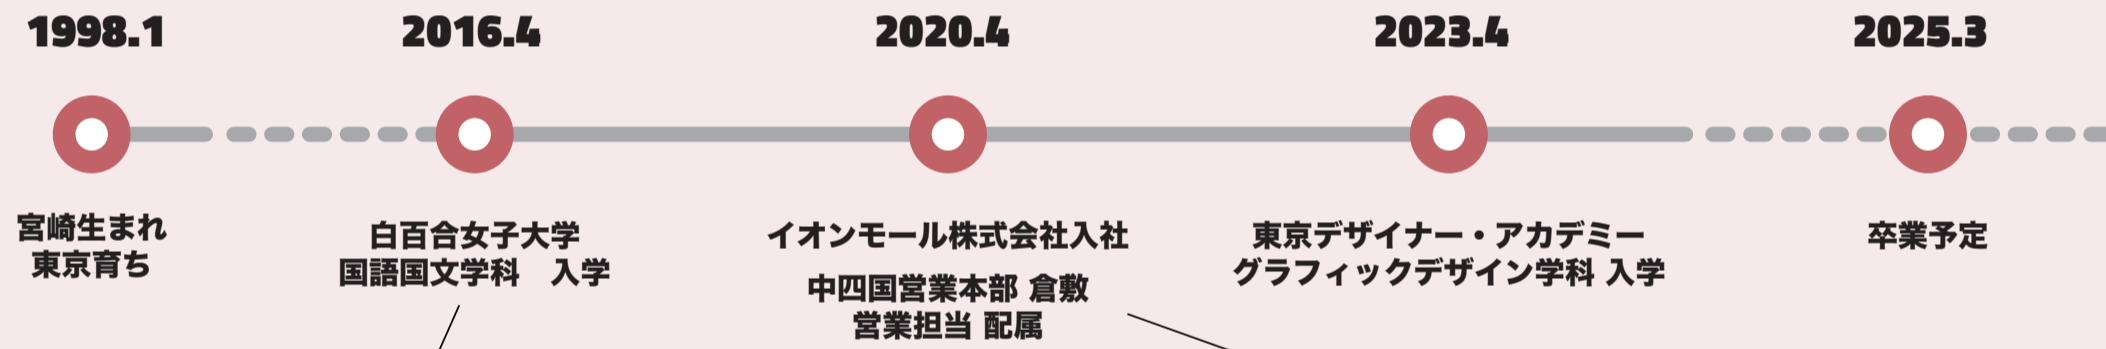 1998.1
宮崎生まれ
東京育ち
2016.4
白百合女子大学
国語国文学科　入学
2020.4
イオンモール株式会社入社
中四国営業本部 倉敷
営業担当 配属
2023.4
東京デザイナー・アカデミー
グラフィックデザイン学科 入学
2025.3
卒業予定